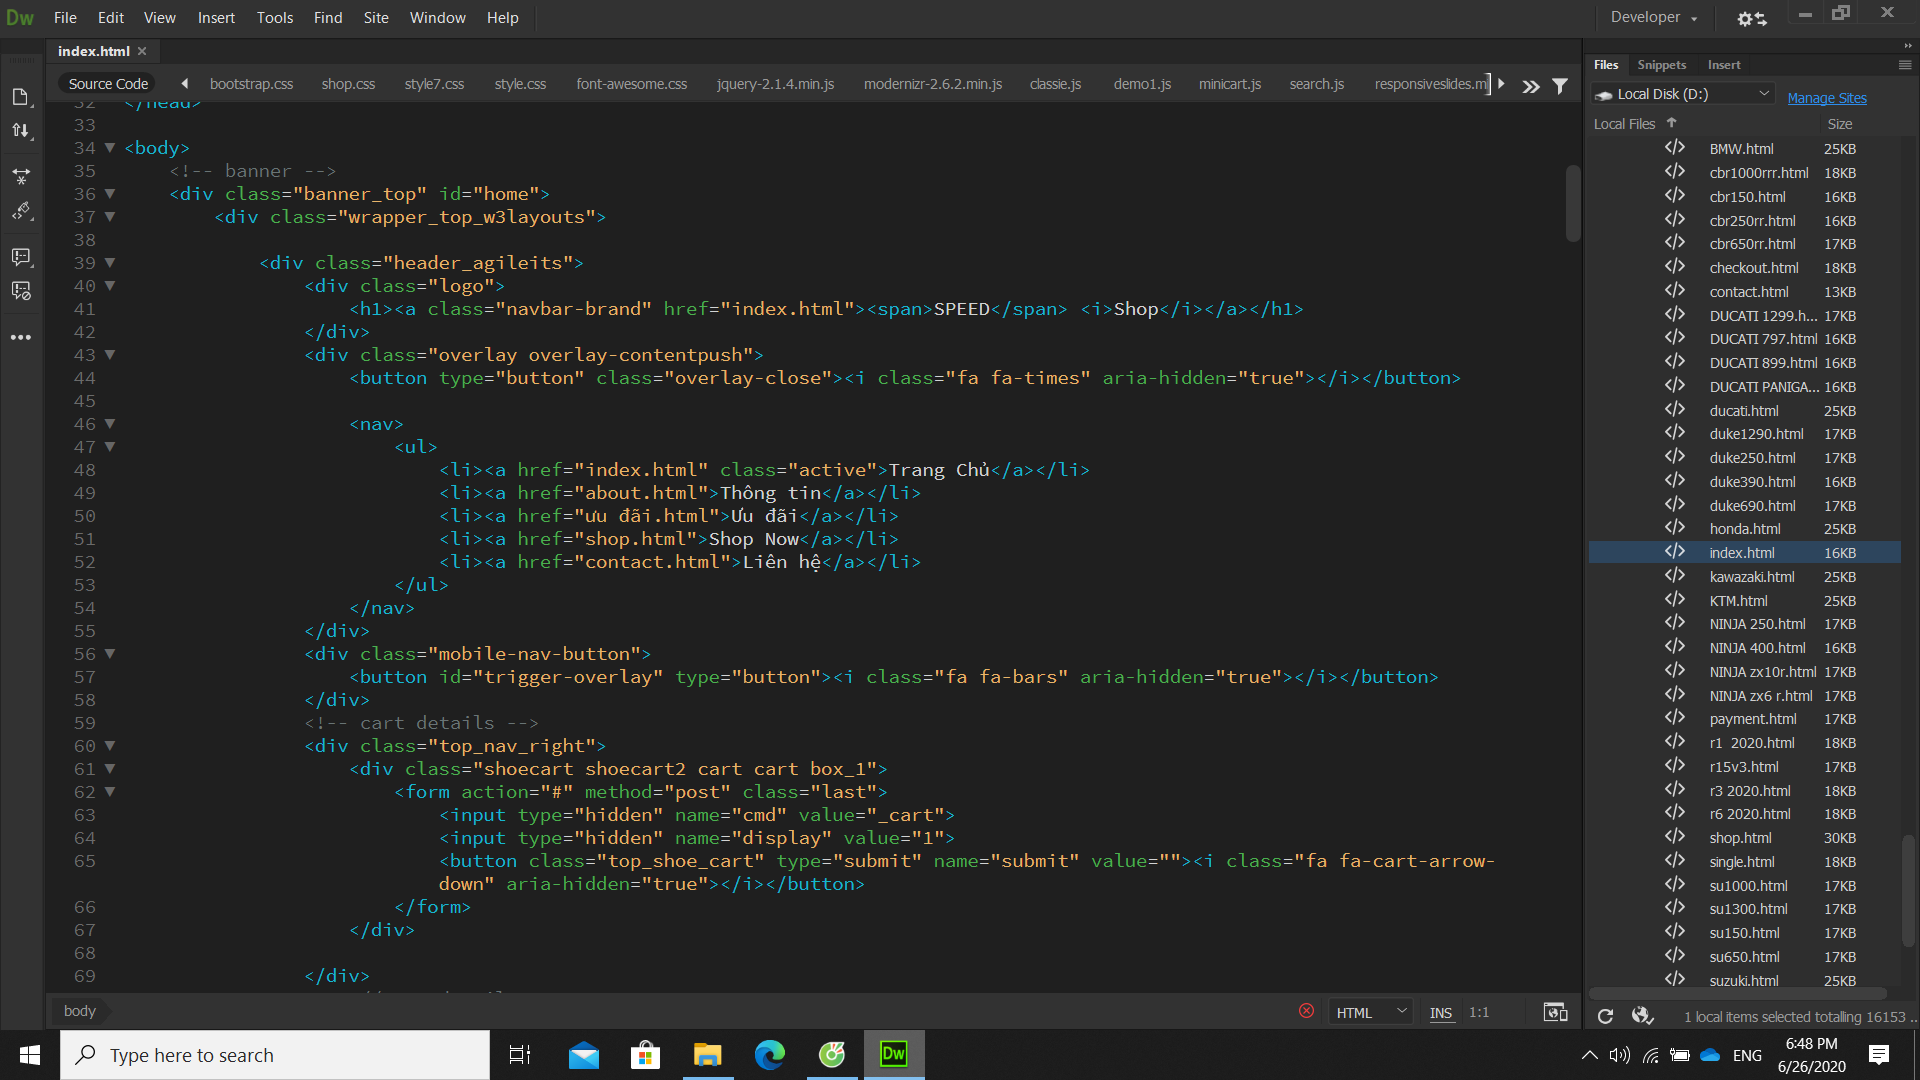 Dw File Edit View Insert Tools Find Site Window Help Developer
index.html
Source Code bootstrap.css shop.css style7.css style.css font-awesome.css jquery-2.1.4.min.js modernizr-2.6.2.min.js classie.js demo1.js minicart.js search.js responsiveslides.m
32 </head>
33
34 <body>
35 <!-- banner -->
36 <div class="banner_top" id="home">
37 <div class="wrapper_top_w3layouts">
38
39 <div class="header_agileits">
40 <div class="logo">
41 <h1><a class="navbar-brand" href="index.html"><span>SPEED</span> <i>Shop</i></a></h1>
42 </div>
43 <div class="overlay overlay-contentpush">
44 <button type="button" class="overlay-close"><i class="fa fa-times" aria-hidden="true"></i></button>
45
46 <nav>
47 <ul>
48 <li><a href="index.html" class="active">Trang Chủ</a></li>
49 <li><a href="about.html">Thông tin</a></li>
50 <li><a href="ưu đãi.html">Ưu đãi</a></li>
51 <li><a href="shop.html">Shop Now</a></li>
52 <li><a href="contact.html">Liên hệ</a></li>
53 </ul>
54 </nav>
55 </div>
56 <div class="mobile-nav-button">
57 <button id="trigger-overlay" type="button"><i class="fa fa-bars" aria-hidden="true"></i></button>
58 </div>
59 <!-- cart details -->
60 <div class="top_nav_right">
61 <div class="shoecart shoecart2 cart cart box_1">
62 <form action="#" method="post" class="last">
63 <input type="hidden" name="cmd" value="_cart">
64 <input type="hidden" name="display" value="1">
65 <button class="top_shoe_cart" type="submit" name="submit" value=""><i class="fa fa-cart-arrow-
down" aria-hidden="true"></i></button>
66 </form>
67 </div>
68
69 </div>
body HTML INS 1:1
Files Snippets Insert
Local Disk (D:) Manage Sites
Local Files Size
BMW.html 25KB
cbr1000rrr.html 18KB
cbr150.html 16KB
cbr250rr.html 16KB
cbr650rr.html 17KB
checkout.html 18KB
contact.html 13KB
DUCATI 1299.h... 17KB
DUCATI 797.html 16KB
DUCATI 899.html 16KB
DUCATI PANIGA... 16KB
ducati.html 25KB
duke1290.html 17KB
duke250.html 17KB
duke390.html 16KB
duke690.html 17KB
honda.html 25KB
index.html 16KB
kawazaki.html 25KB
KTM.html 25KB
NINJA 250.html 17KB
NINJA 400.html 16KB
NINJA zx10r.html 17KB
NINJA zx6 r.html 17KB
payment.html 17KB
r1 2020.html 18KB
r15v3.html 17KB
r3 2020.html 18KB
r6 2020.html 18KB
shop.html 30KB
single.html 18KB
su1000.html 17KB
su1300.html 17KB
su150.html 17KB
su650.html 17KB
suzuki.html 25KB
1 local items selected totalling 16153 ..
Type here to search
Dw
ENG
6:48 PM
6/26/2020